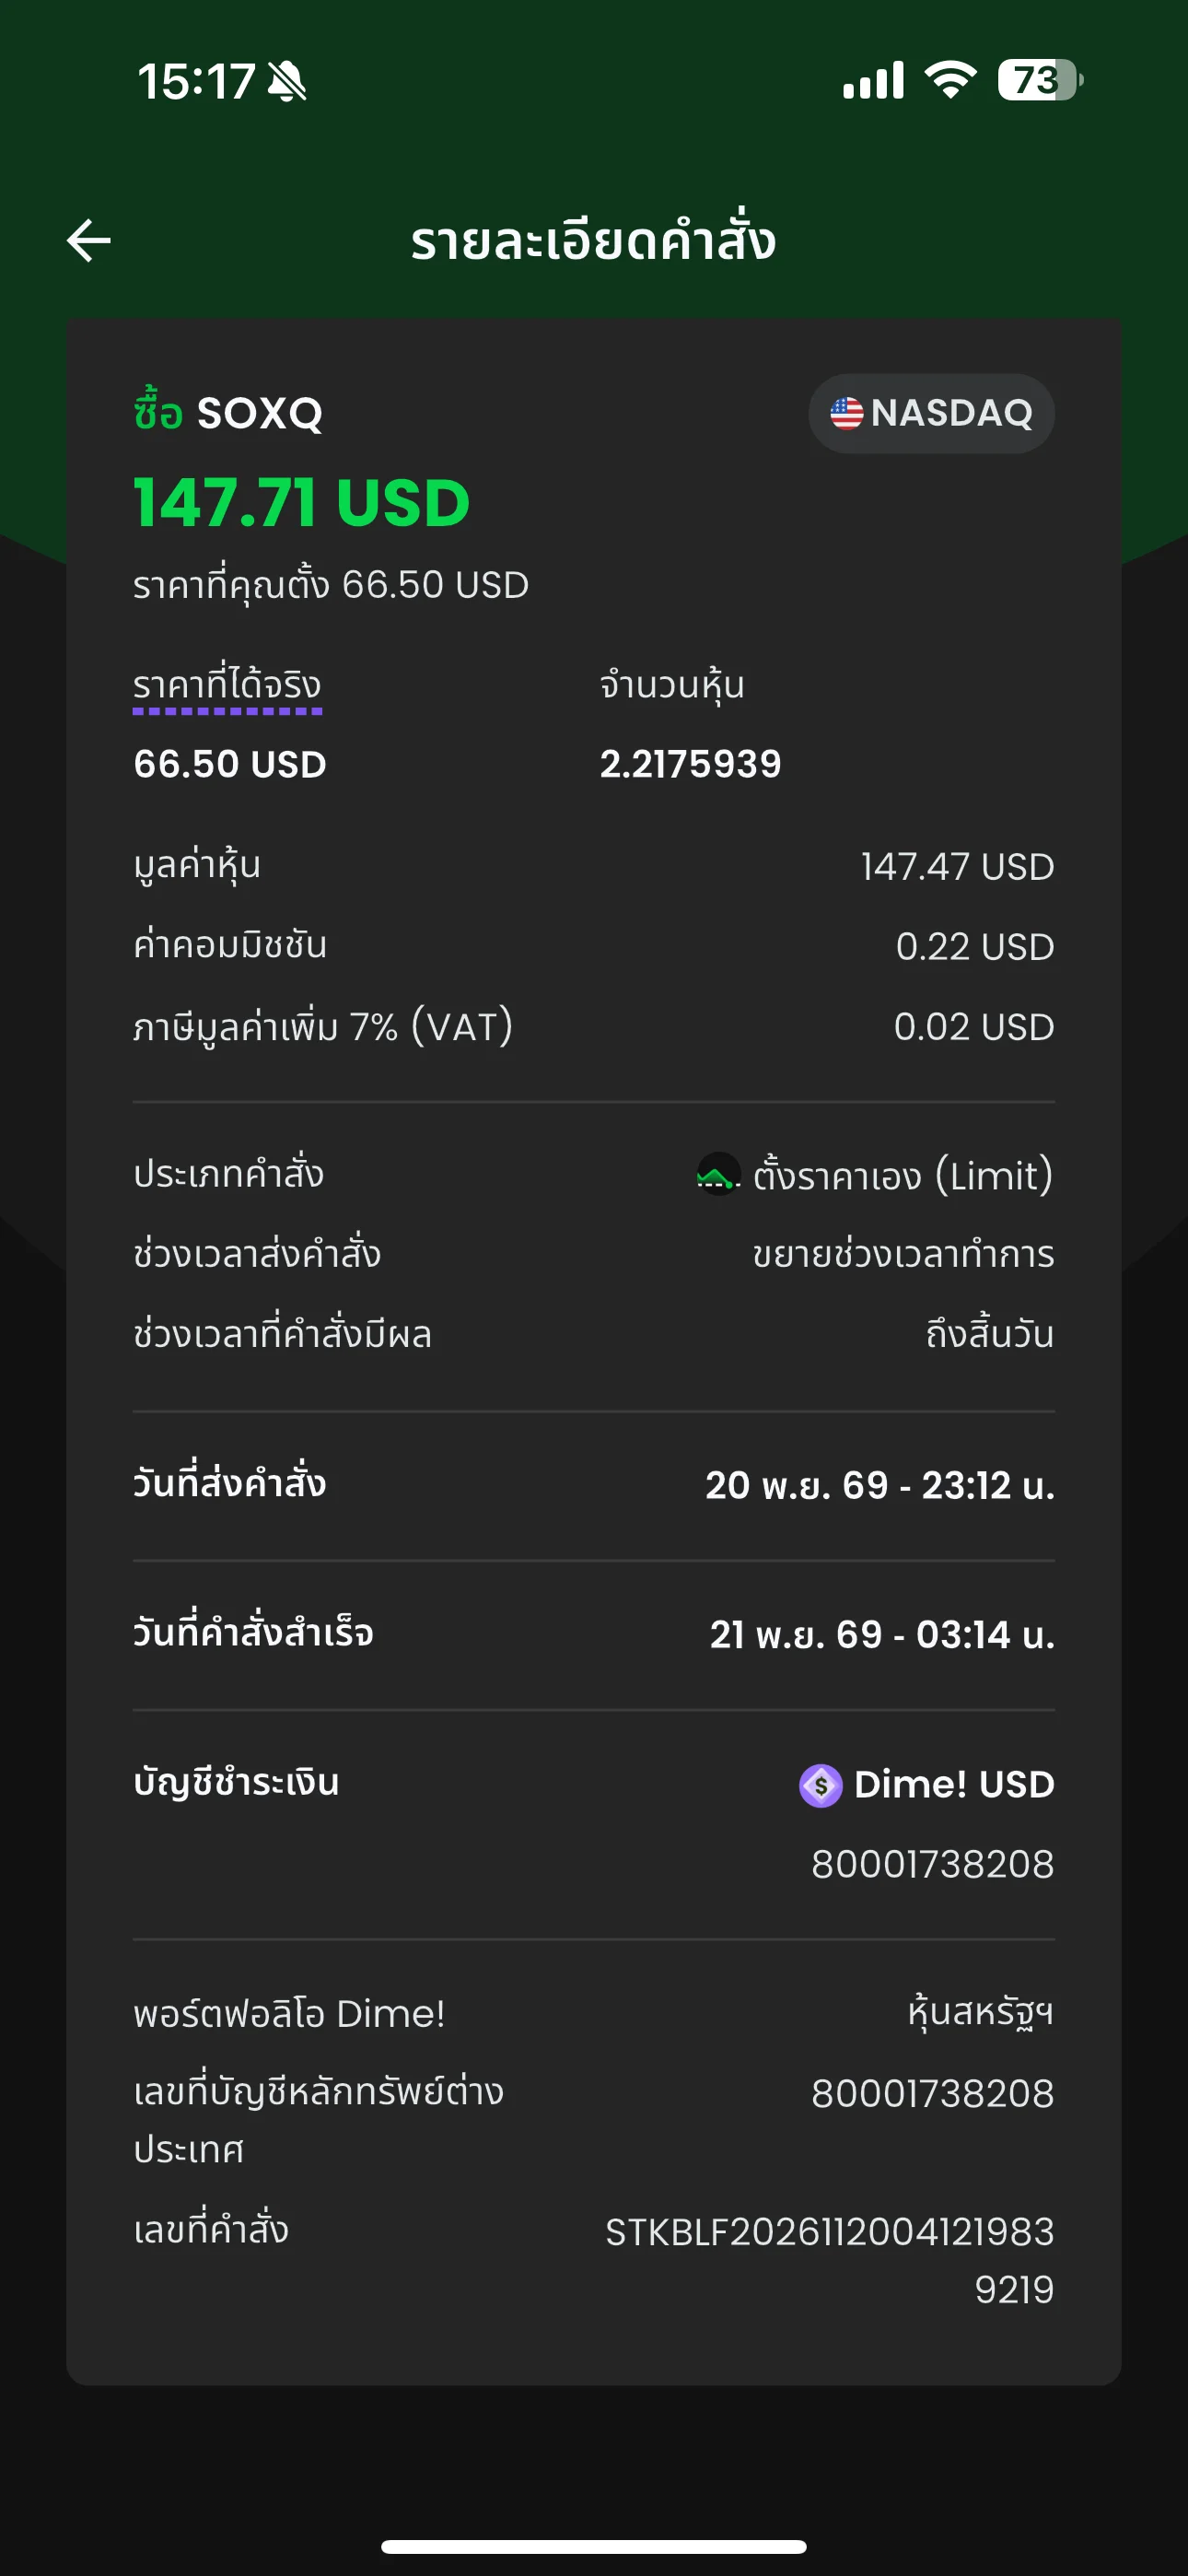 15:17
73
รายละเอียดคำสั่ง
ซื้อ SOXQ
NASDAQ
147.71 USD
ราคาที่คุณตั้ง 66.50 USD
ราคาที่ได้จริง
จำนวนหุ้น
66.50 USD
2.2175939
มูลค่าหุ้น
147.47 USD
ค่าคอมมิชชัน
0.22 USD
ภาษีมูลค่าเพิ่ม 7% (VAT)
0.02 USD
ประเภทคำสั่ง
ตั้งราคาเอง (Limit)
ช่วงเวลาส่งคำสั่ง
ขยายช่วงเวลาทำการ
ช่วงเวลาที่คำสั่งมีผล
ถึงสิ้นวัน
วันที่ส่งคำสั่ง
20 พ.ย. 69 - 23:12 น.
วันที่คำสั่งสำเร็จ
21 พ.ย. 69 - 03:14 น.
บัญชีชำระเงิน
$ Dime! USD
80001738208
พอร์ตฟอลิโอ Dime!
หุ้นสหรัฐฯ
เลขที่บัญชีหลักทรัพย์ต่าง
ประเทศ
80001738208
เลขที่คำสั่ง
STKBLF2026112004121983
9219